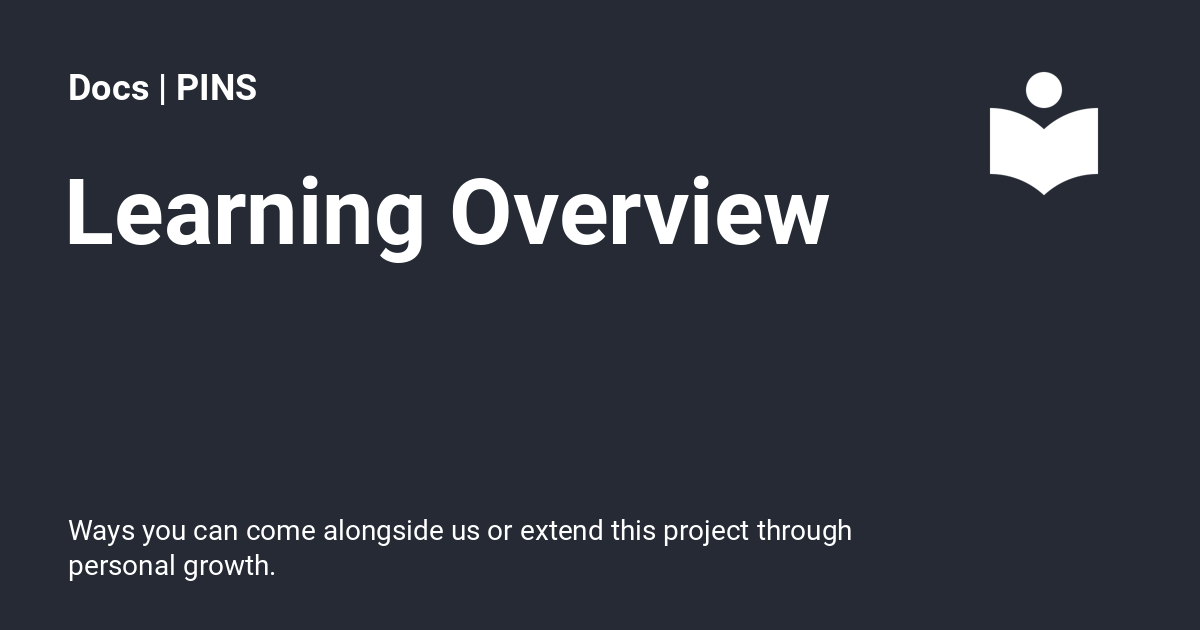 Docs | PINS
Learning Overview
Ways you can come alongside us or extend this project through
personal growth.